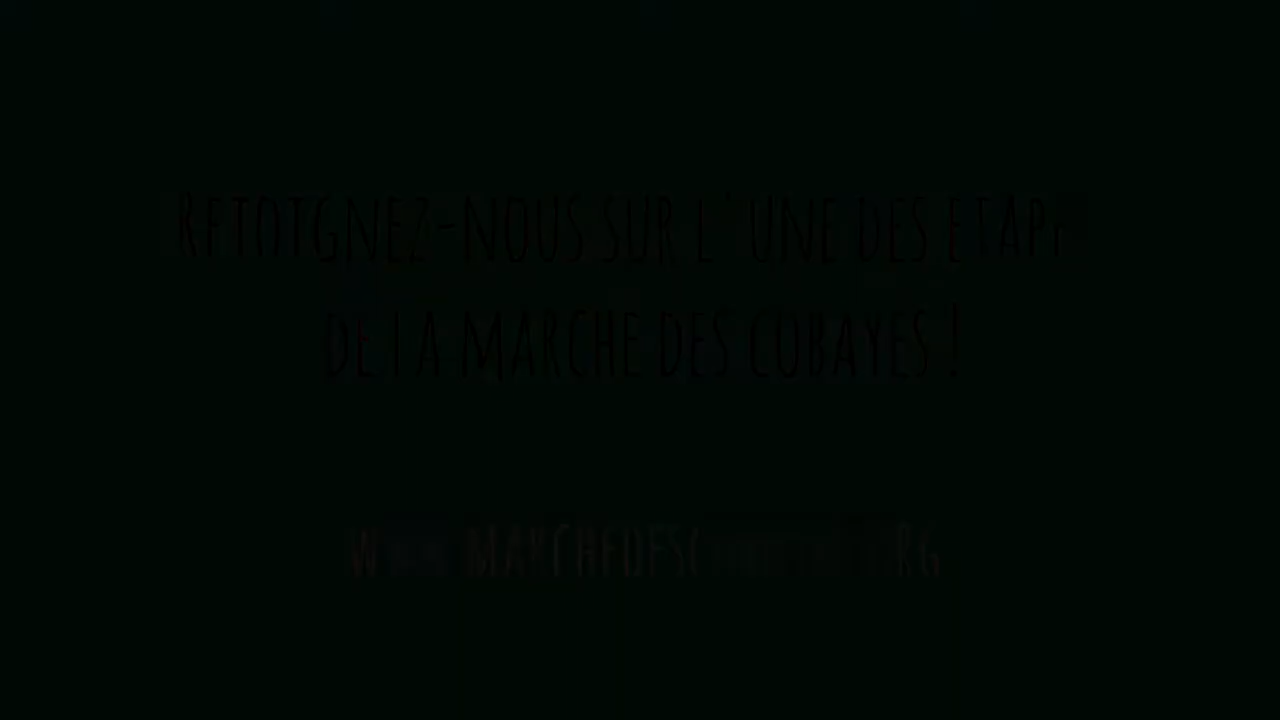 Rejoignez-nous sur l'une des etapes
de la marche des cobayes !